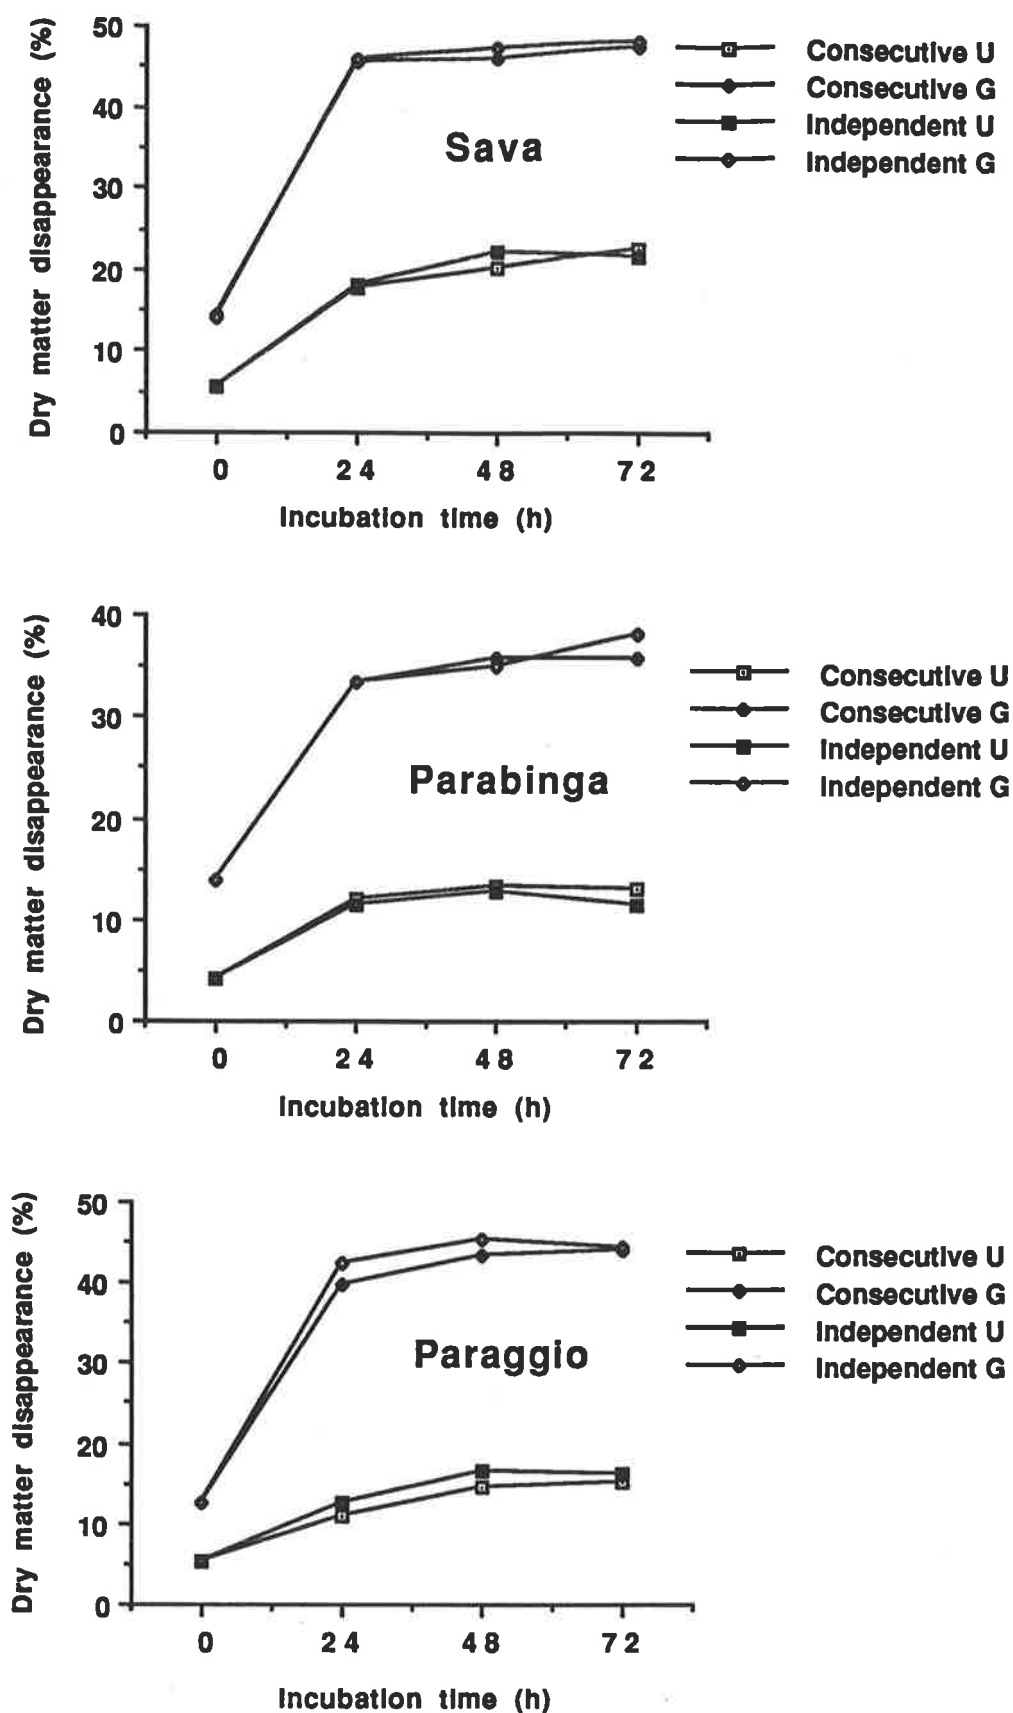 Dry matter disappearance (%)
50
40
30
20
10
0
Sava
Consecutive U
Consecutive G
Independent U
Independent G
0 24 48 72
Incubation time (h)
Dry matter disappearance (%)
40
30
20
10
0
Parabinga
Consecutive U
Consecutive G
Independent U
Independent G
0 24 48 72
Incubation time (h)
Dry matter disappearance (%)
50
40
30
20
10
0
Paraggio
Consecutive U
Consecutive G
Independent U
Independent G
0 24 48 72
Incubation time (h)